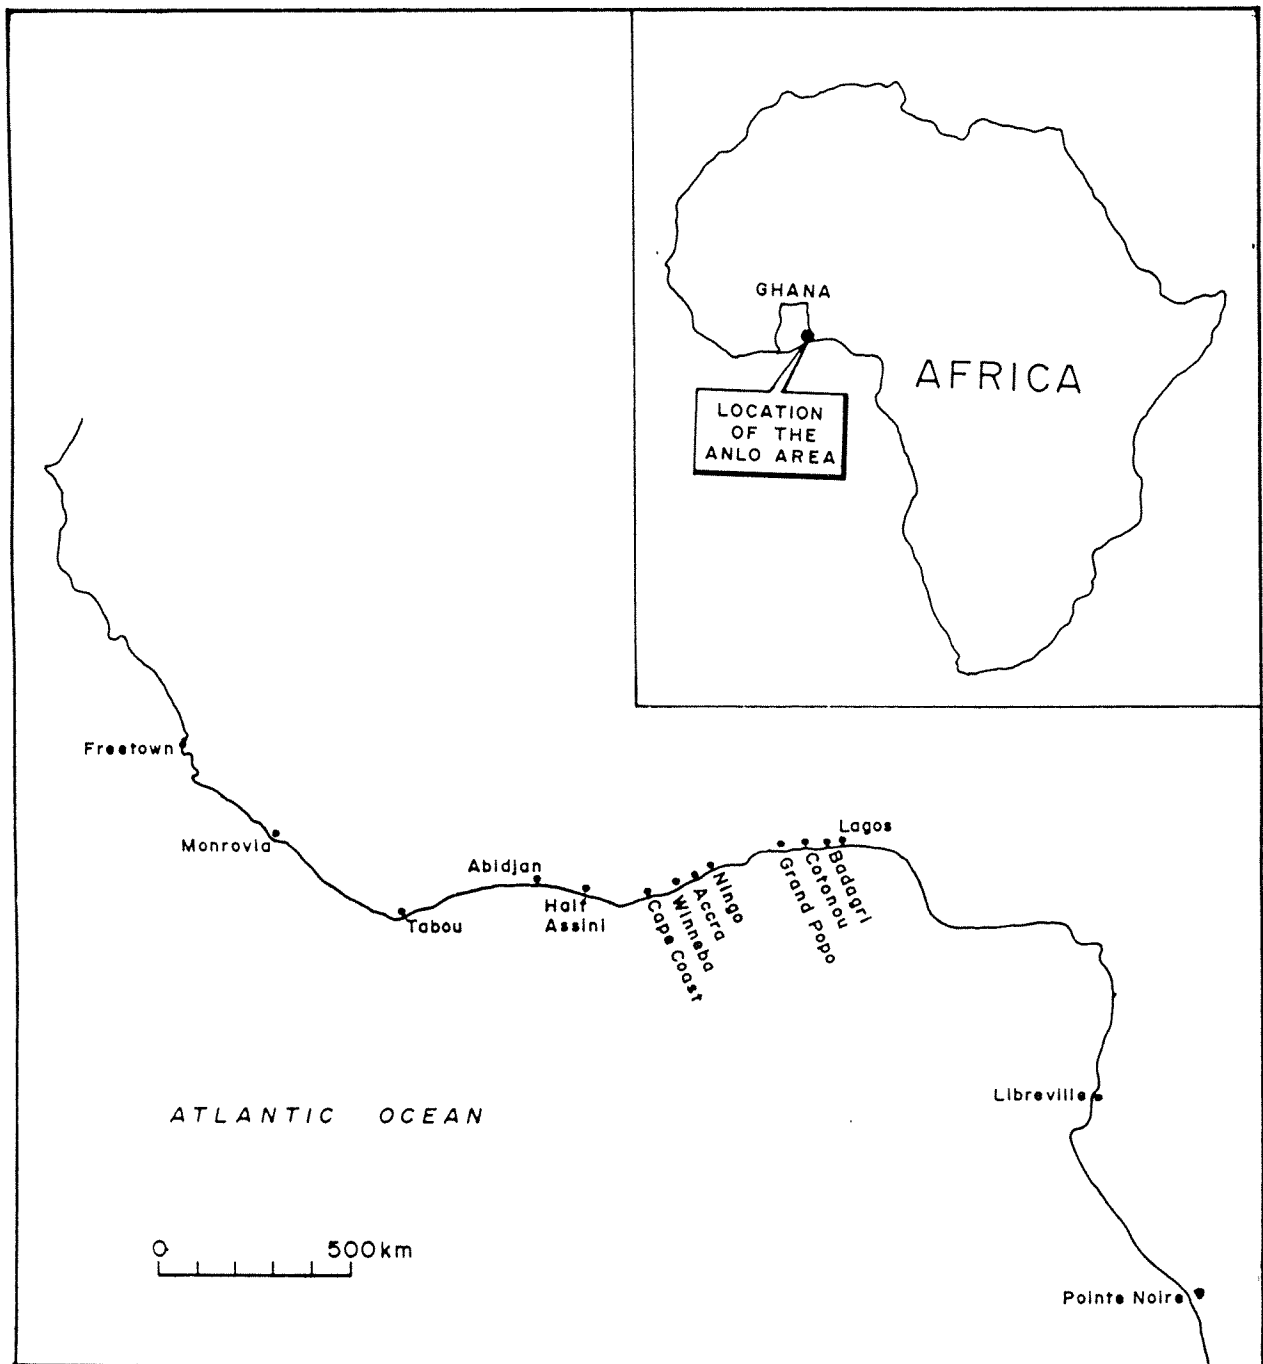 GHANA
AFRICA
LOCATION
OF THE
ANLO AREA
Freetown
Monrovia
Tabou
Abidjan
Half
Assini
Cape Coast
Winneba
Accra
Ningo
Grand Popo
Cotonou
Badagri
Lagos
Libreville
Pointe Noire
ATLANTIC OCEAN
0 500km